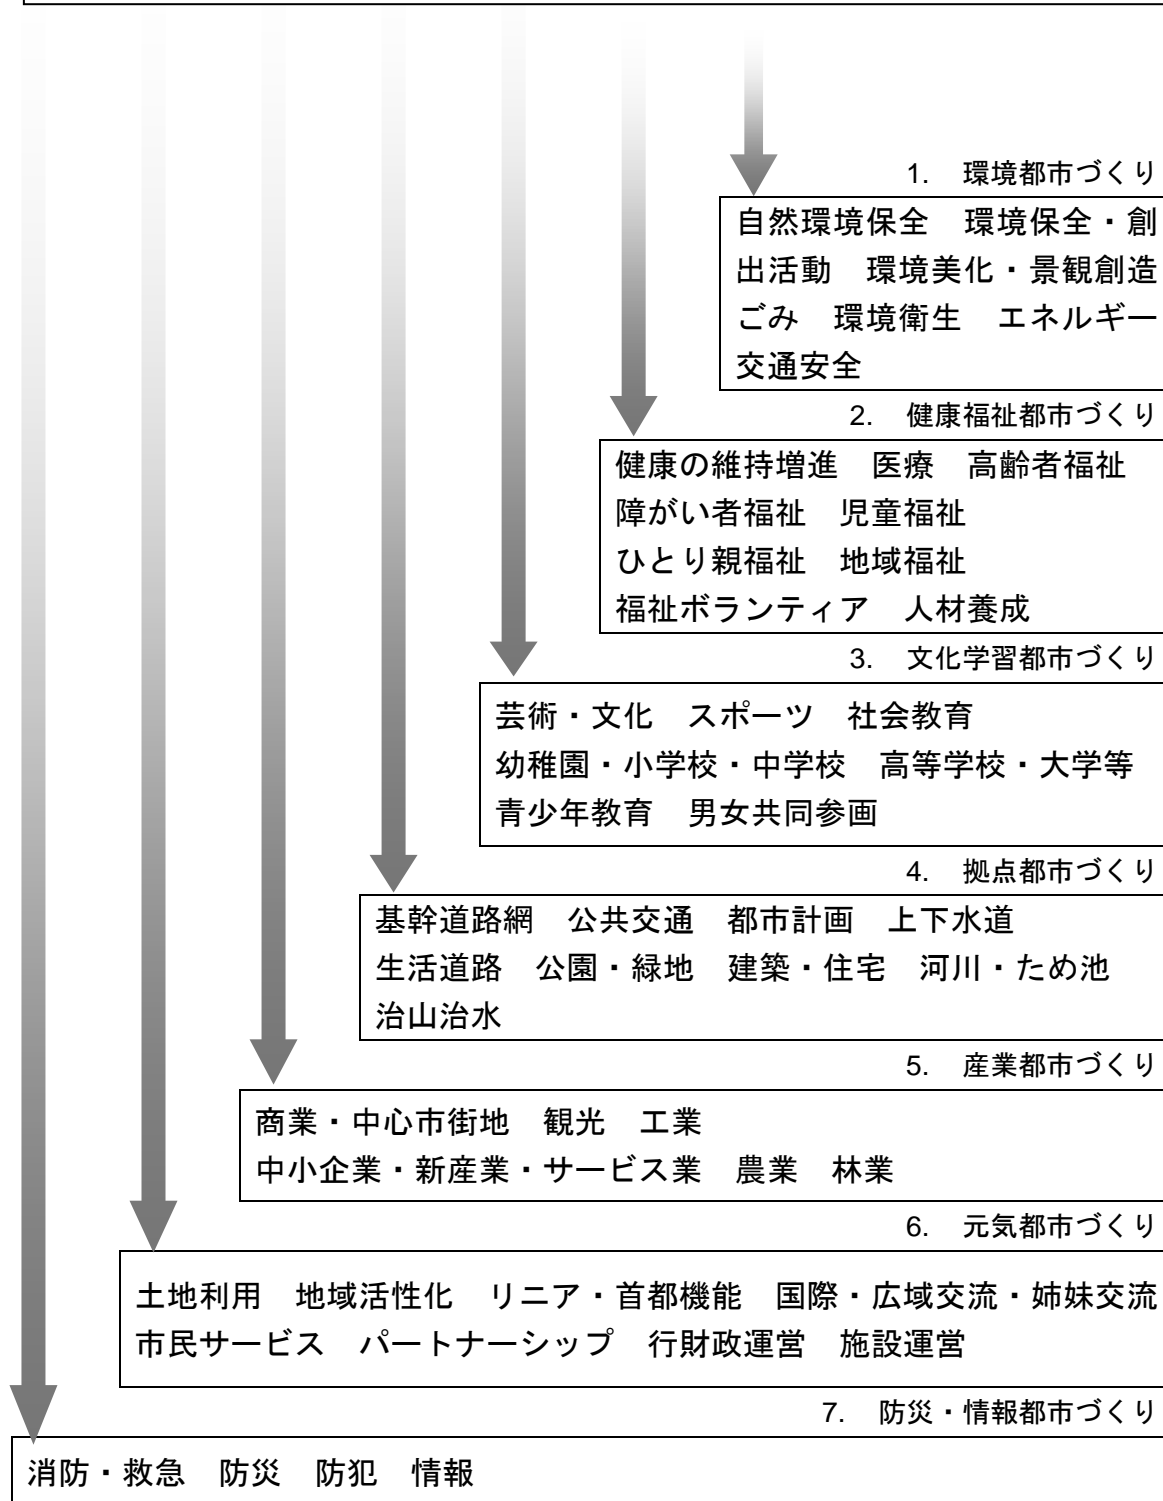 1. 環境都市づくり
自然環境保全　環境保全・創
出活動　環境美化・景観創造
ごみ　環境衛生　エネルギー
交通安全
2. 健康福祉都市づくり
健康の維持増進　医療　高齢者福祉
障がい者福祉　児童福祉
ひとり親福祉　地域福祉
福祉ボランティア　人材養成
3. 文化学習都市づくり
芸術・文化　スポーツ　社会教育
幼稚園・小学校・中学校　高等学校・大学等
青少年教育　男女共同参画
4. 拠点都市づくり
基幹道路網　公共交通　都市計画　上下水道
生活道路　公園・緑地　建築・住宅　河川・ため池
治山治水
5. 産業都市づくり
商業・中心市街地　観光　工業
中小企業・新産業・サービス業　農業　林業
6. 元気都市づくり
土地利用　地域活性化　リニア・首都機能　国際・広域交流・姉妹交流
市民サービス　パートナーシップ　行財政運営　施設運営
7. 防災・情報都市づくり
消防・救急　防災　防犯　情報